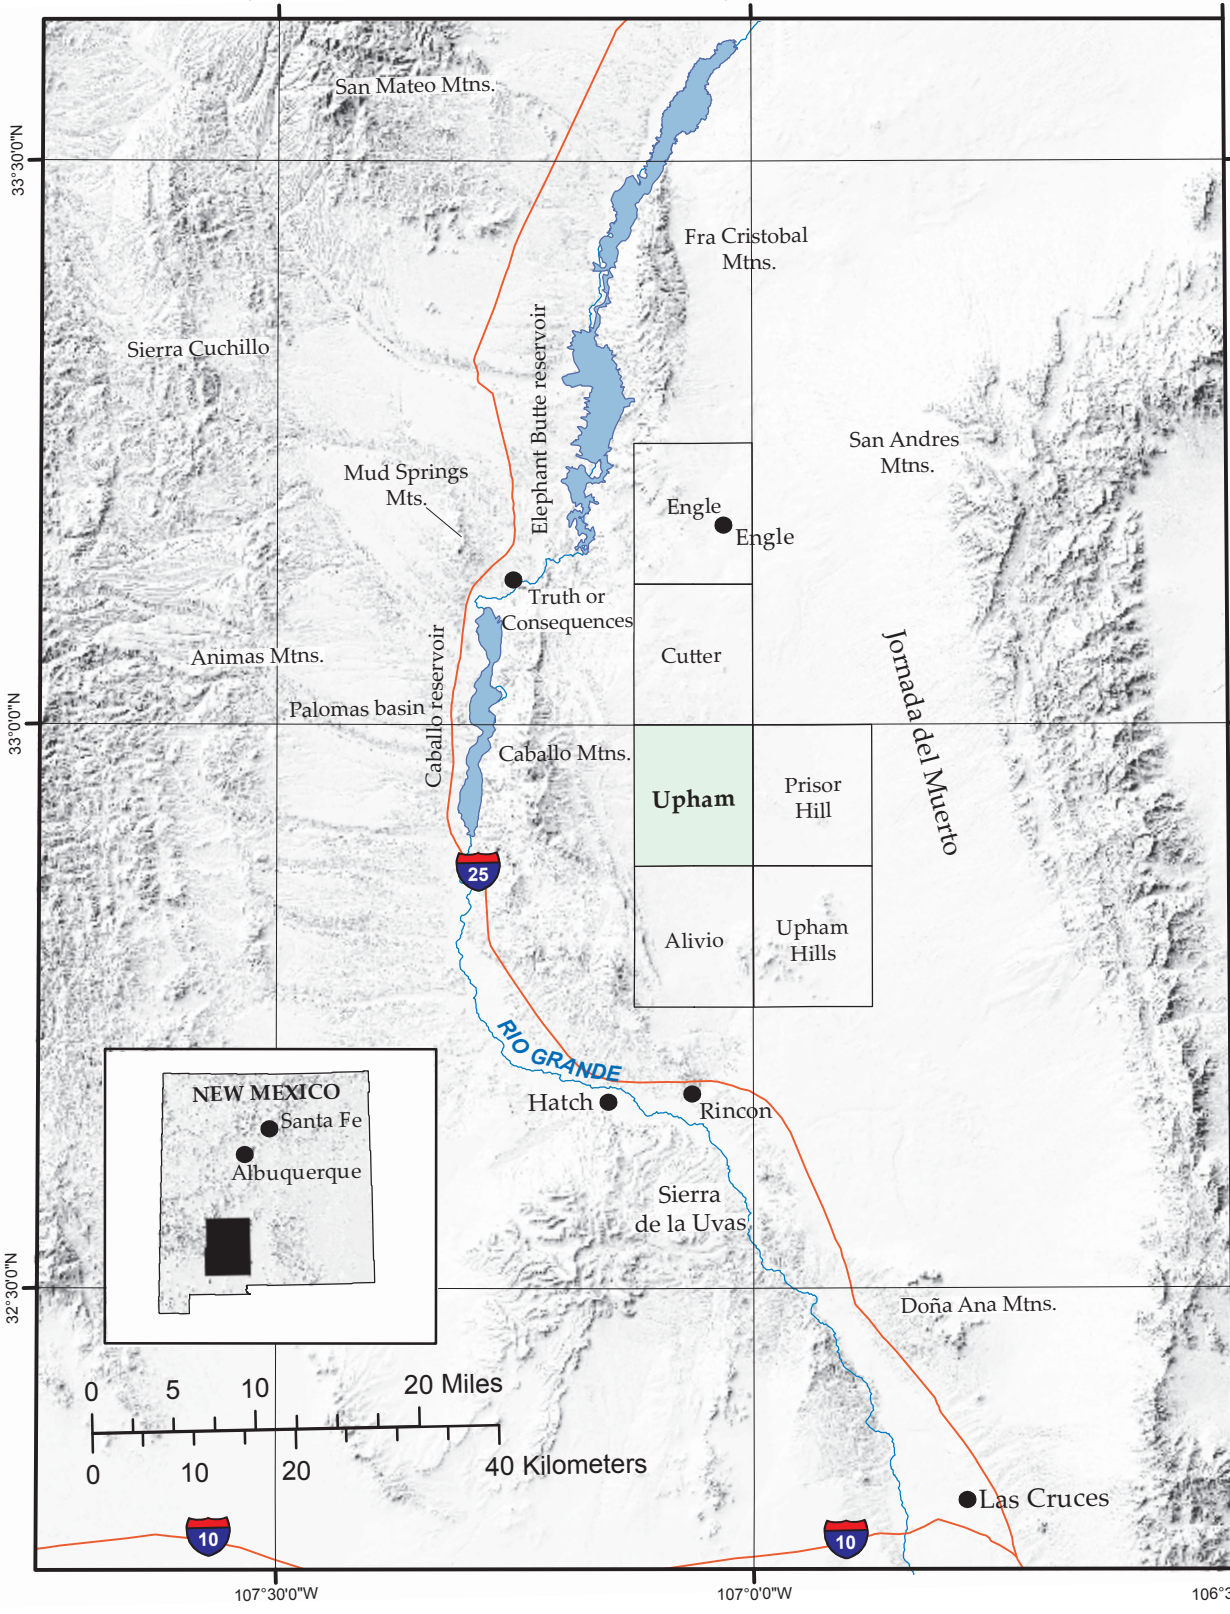 San Mateo Mtns.
33°30'0"N
Fra Cristobal
Mtns.
Sierra Cuchillo
Elephant Butte reservoir
San Andres
Mtns.
Mud Springs
Mts.
Engle
Engle
Truth or
Consequences
Cutter
Animas Mtns.
Jornada del Muerto
Palomas basin
Caballo reservoir
33°0'0"N
Caballo Mtns.
Upham
Prisor
Hill
25
Alivio
Upham
Hills
RIO GRANDE
Hatch
Rincon
NEW MEXICO
Santa Fe
Albuquerque
Sierra
de la Uvas
32°30'0"N
Doña Ana Mtns.
0 5 10 20 Miles
0 10 20 40 Kilometers
Las Cruces
10
10
107°30'0"W
107°0'0"W
106°3